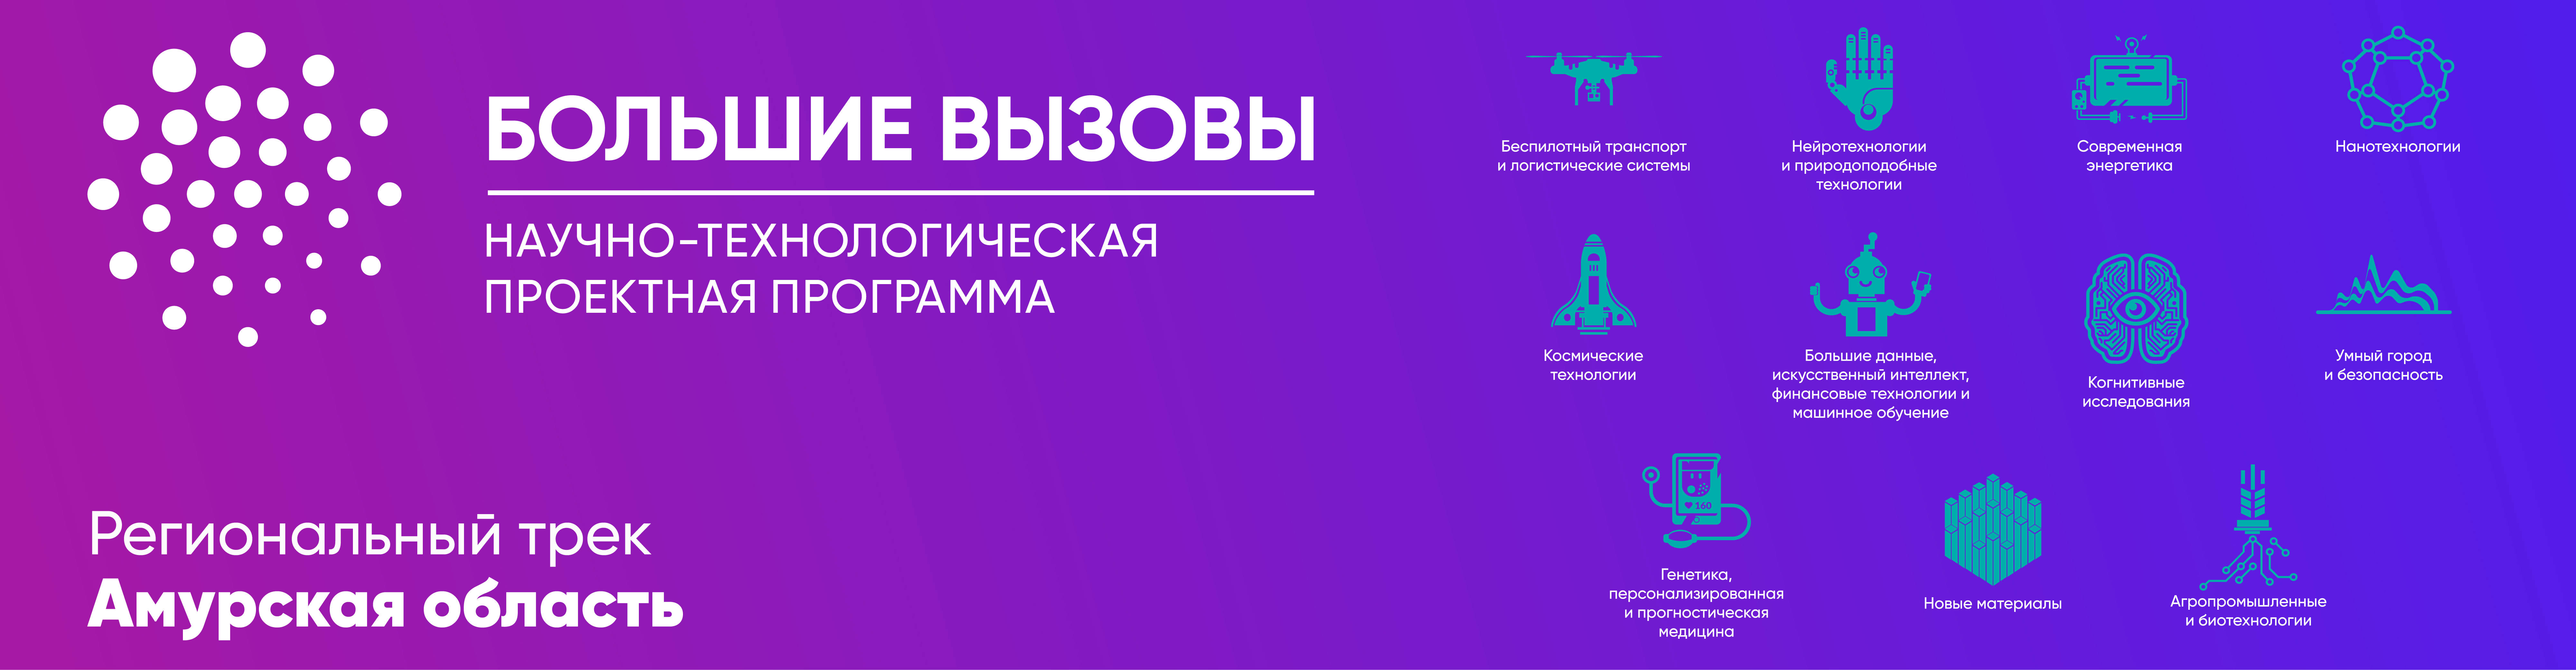 БОЛЬШИЕ ВЫЗОВЫ
НАУЧНО-ТЕХНОЛОГИЧЕСКАЯ
ПРОЕКТНАЯ ПРОГРАММА
Региональный трек
Амурская область
Беспилотный транспорт
и логистические системы
Нейротехнологии
и природоподобные
технологии
Современная
энергетика
Нанотехнологии
Космические
технологии
Большие данные,
искусственный интеллект,
финансовые технологии и
машинное обучение
Когнитивные
исследования
Умный город
и безопасность
160
Генетика,
персонализированная
и прогностическая
медицина
Новые материалы
Агропромышленные
и биотехнологии